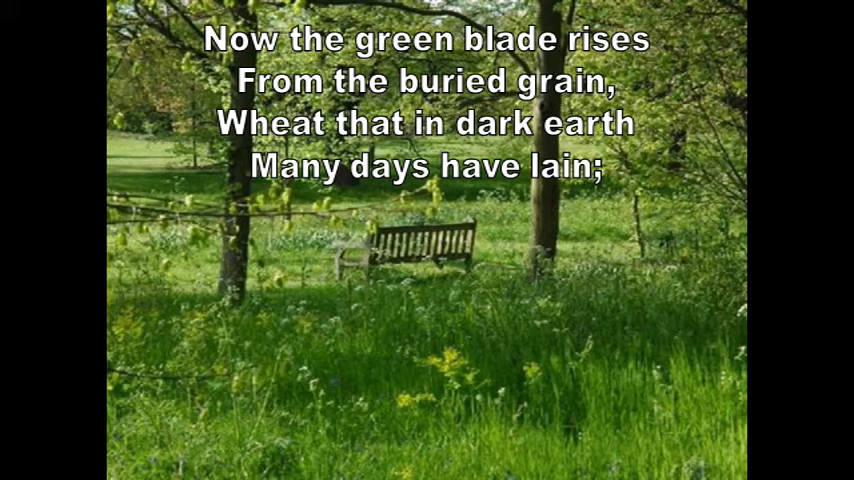 Now the green blade rises
From the buried grain,
Wheat that in dark earth
Many days have lain;